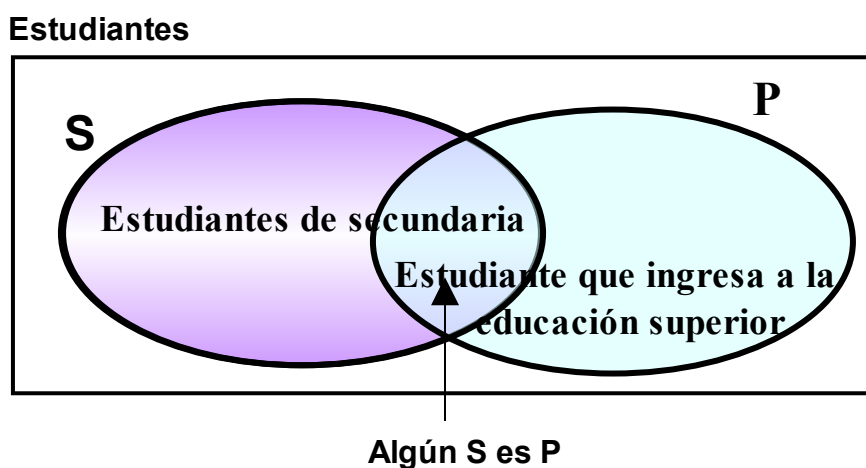 Estudiantes
P
S
Estudiantes de secundaria
Estudiante que ingresa a la
educación superior
Algún S es P